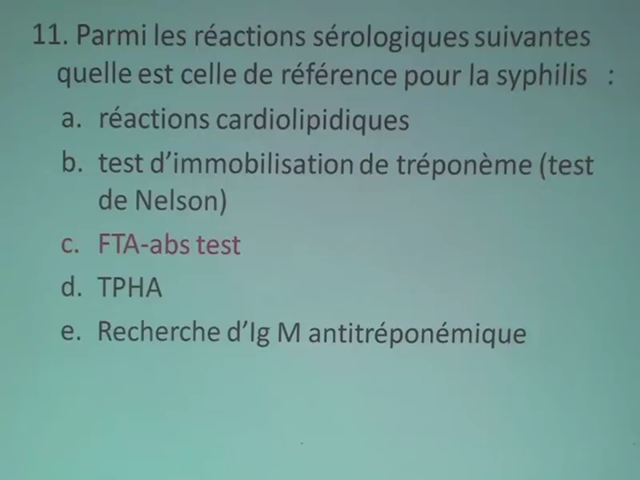 11. Parmi les réactions sérologiques suivantes
quelle est celle de référence pour la syphilis :
a. réactions cardiolipidiques
b. test d'immobilisation de tréponème (test
de Nelson)
c. FTA-abs test
d. TPHA
e. Recherche d'Ig M antitréponémique